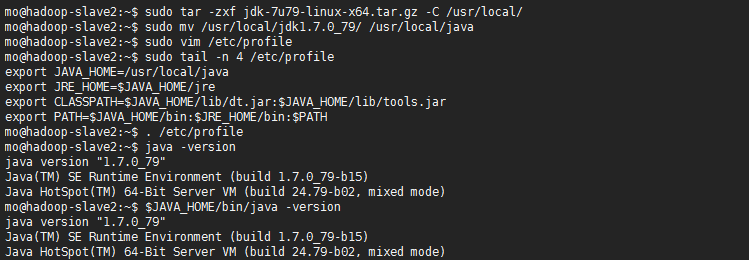 mo@hadoop-slave2:~$ sudo tar -zxf jdk-7u79-linux-x64.tar.gz -C /usr/local/
mo@hadoop-slave2:~$ sudo mv /usr/local/jdk1.7.0_79/ /usr/local/java
mo@hadoop-slave2:~$ sudo vim /etc/profile
mo@hadoop-slave2:~$ sudo tail -n 4 /etc/profile
export JAVA_HOME=/usr/local/java
export JRE_HOME=$JAVA_HOME/jre
export CLASSPATH=$JAVA_HOME/lib/dt.jar:$JAVA_HOME/lib/tools.jar
export PATH=$JAVA_HOME/bin:$JRE_HOME/bin:$PATH
mo@hadoop-slave2:~$ . /etc/profile
mo@hadoop-slave2:~$ java -version
java version "1.7.0_79"
Java(TM) SE Runtime Environment (build 1.7.0_79-b15)
Java HotSpot(TM) 64-Bit Server VM (build 24.79-b02, mixed mode)
mo@hadoop-slave2:~$ $JAVA_HOME/bin/java -version
java version "1.7.0_79"
Java(TM) SE Runtime Environment (build 1.7.0_79-b15)
Java HotSpot(TM) 64-Bit Server VM (build 24.79-b02, mixed mode)